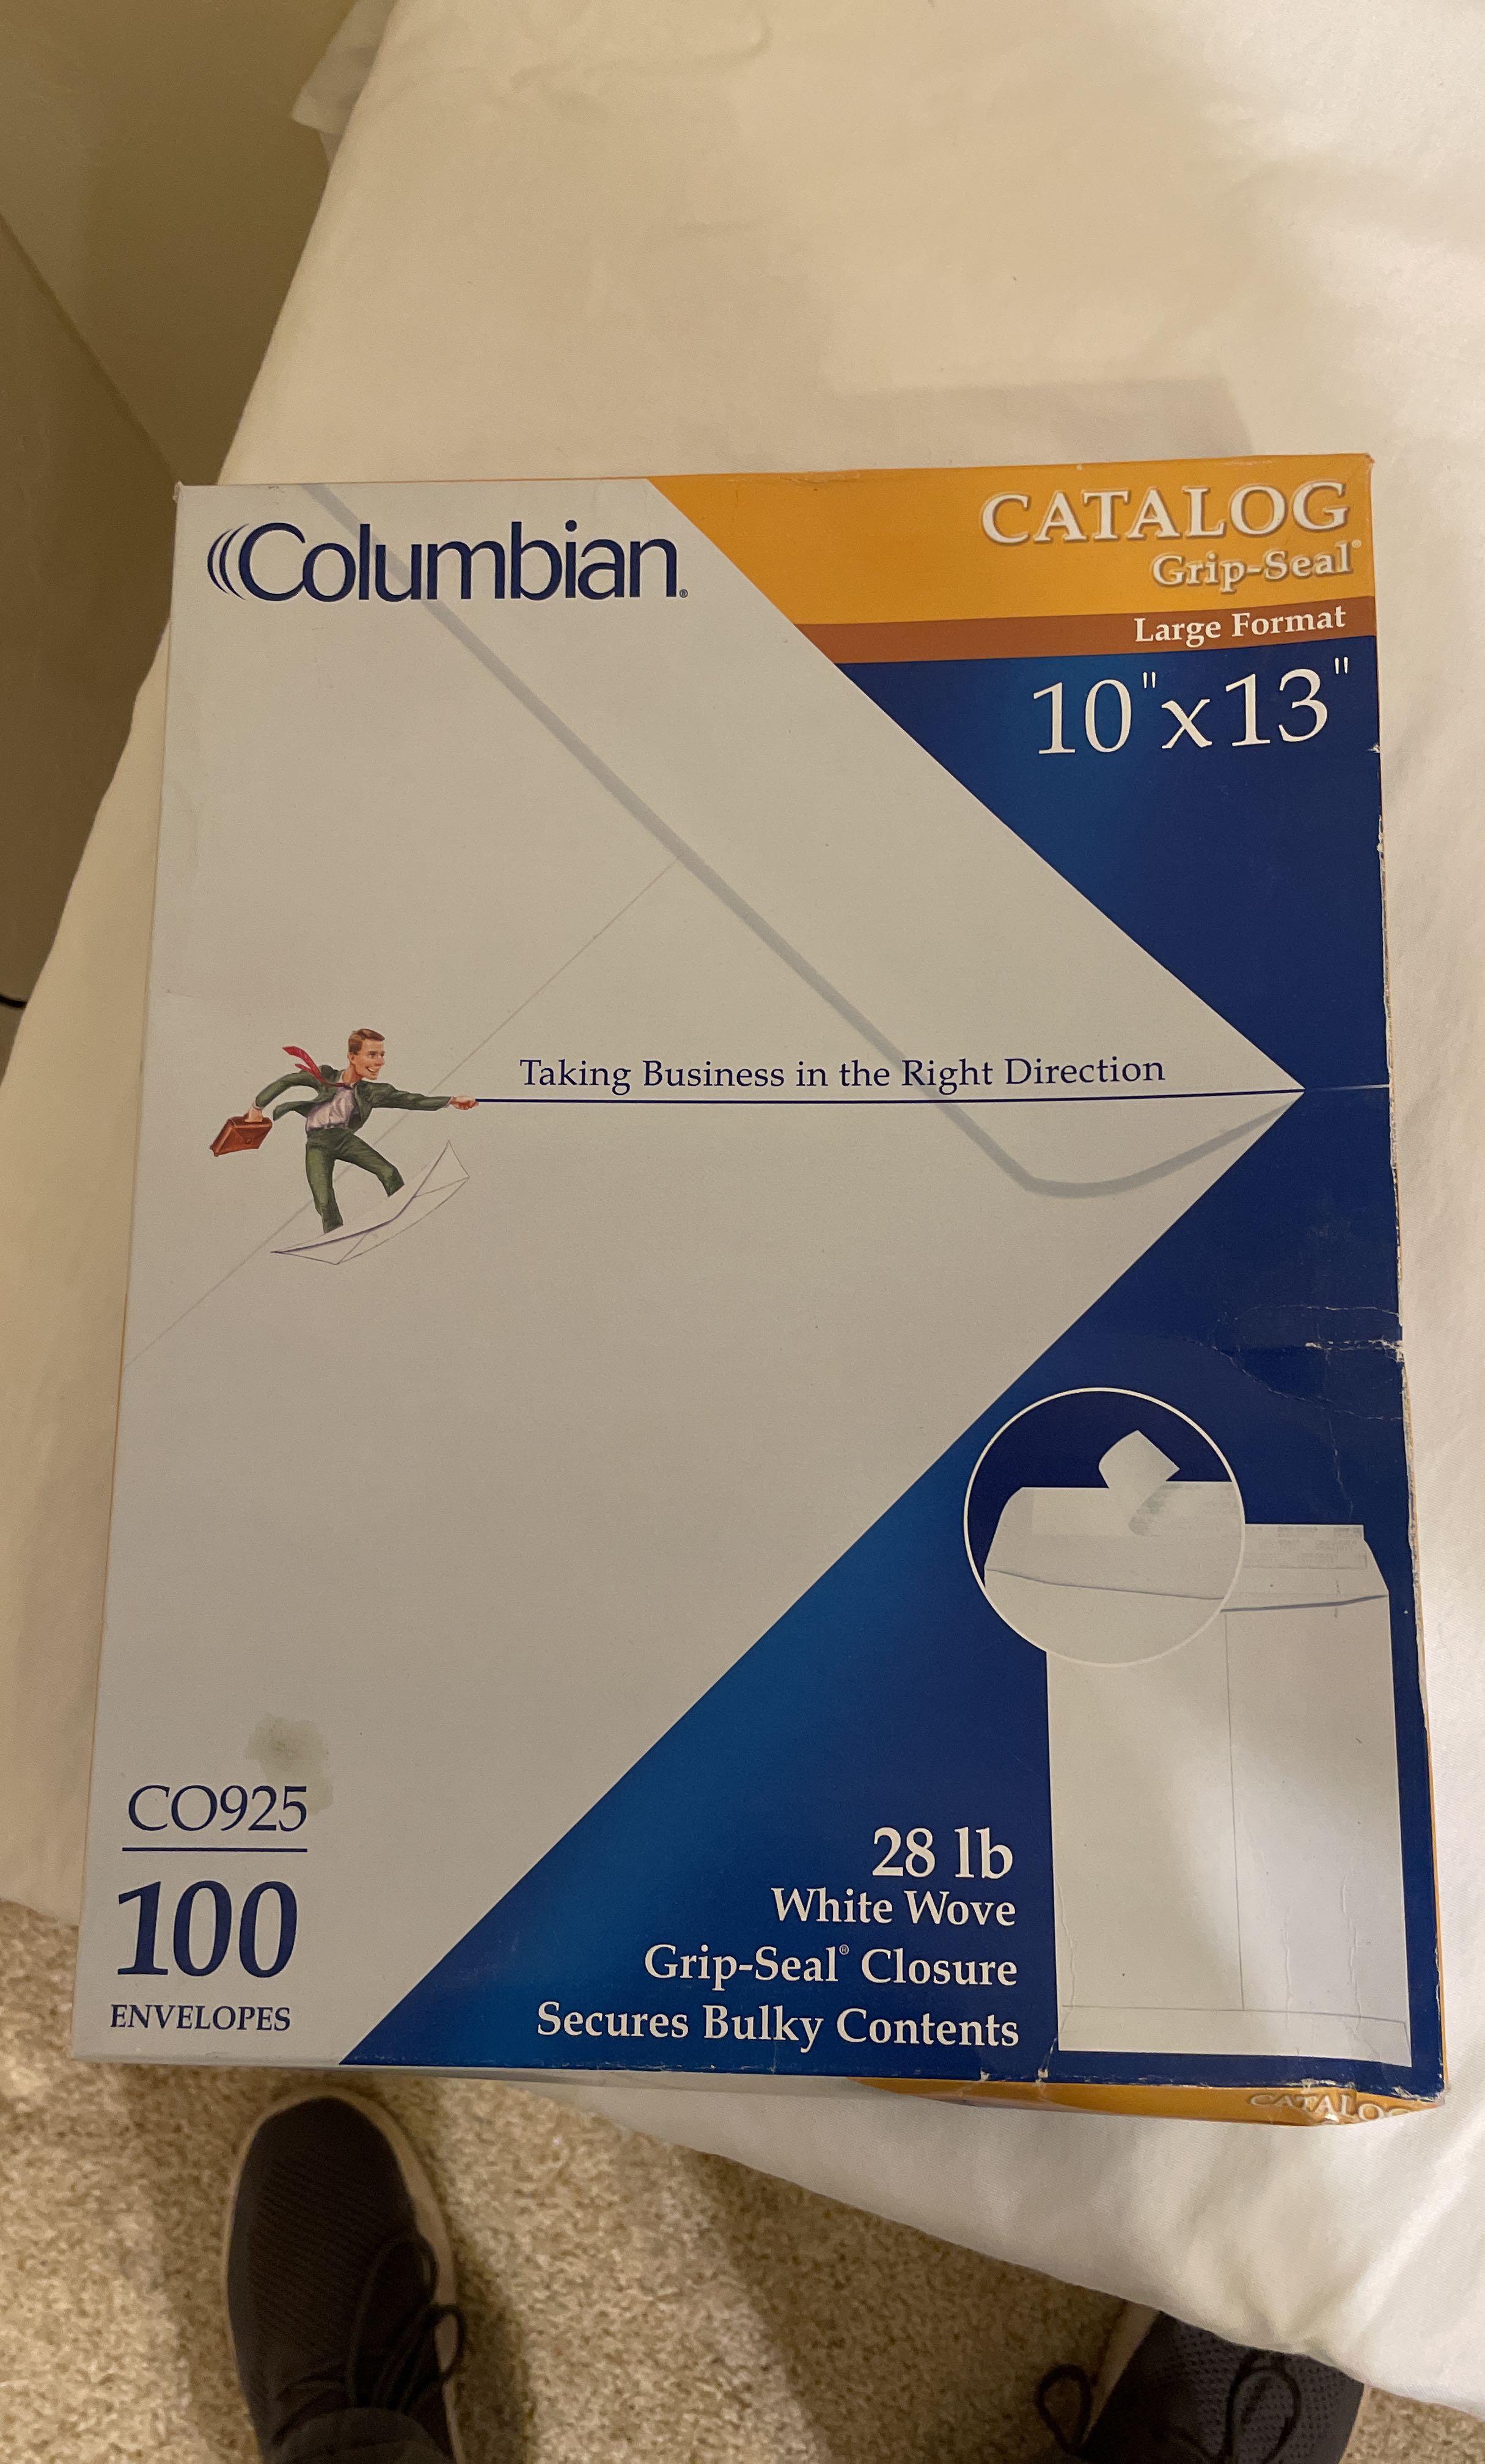 Columbian®
CATALOG
Grip-Seal®
Large Format
10"x13"
Taking Business in the Right Direction
CO925
100
ENVELOPES
28 lb
White Wove
Grip-Seal® Closure
Secures Bulky Contents
CATALOG